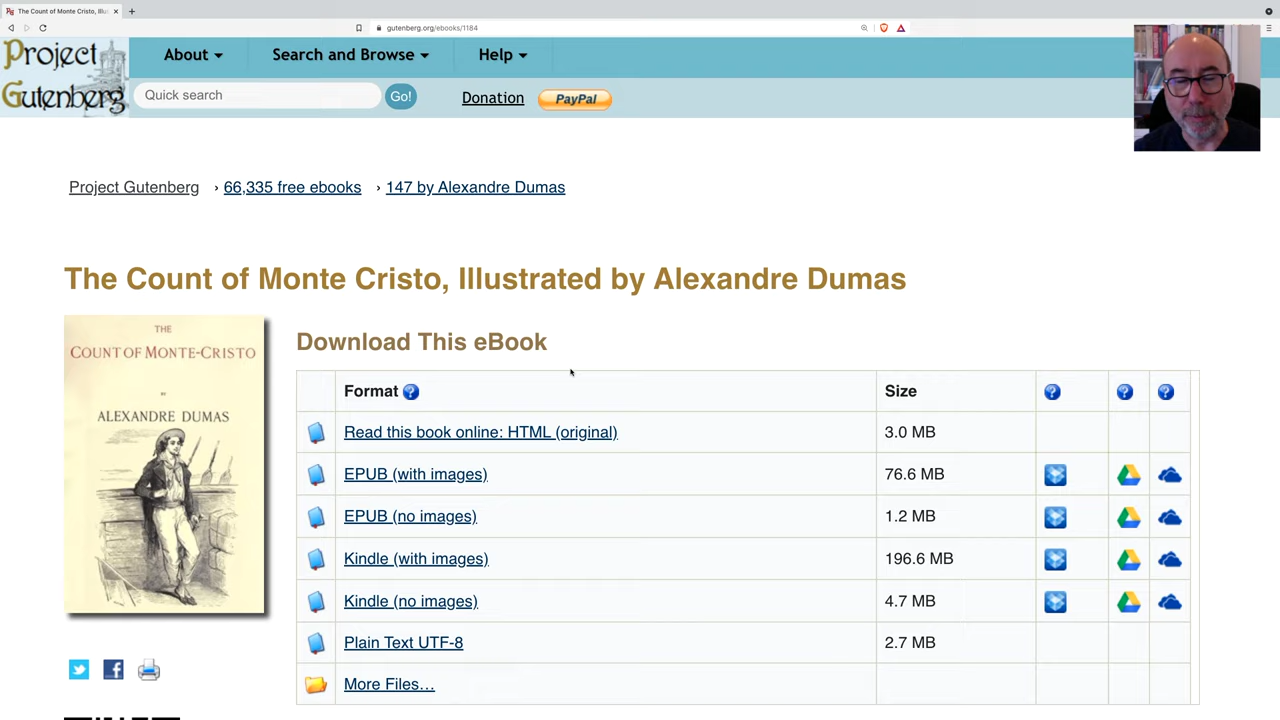 The Count of Monte Cristo, Illu
gutenberg.org/ebooks/1184
Project
Gutenberg
About
Search and Browse
Help
Quick search
Go!
Donation
PayPal
Project Gutenberg › 66,335 free ebooks › 147 by Alexandre Dumas
The Count of Monte Cristo, Illustrated by Alexandre Dumas
THE
COUNT OF MONTE-CRISTO
BY
ALEXANDRE DUMAS
Download This eBook
Format ? Size ? ? ?
Read this book online: HTML (original) 3.0 MB
EPUB (with images) 76.6 MB
EPUB (no images) 1.2 MB
Kindle (with images) 196.6 MB
Kindle (no images) 4.7 MB
Plain Text UTF-8 2.7 MB
More Files…